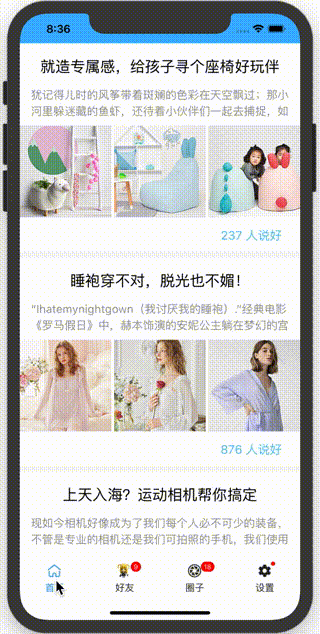 8:36
就造专属感，给孩子寻个座椅好玩伴
犹记得儿时的风筝带着斑斓的色彩在天空飘过；那小
河里躲迷藏的鱼虾，还待着小伙伴们一起去捕捉，如
237 人说好
睡袍穿不对，脱光也不媚！
“Ihatemynightgown（我讨厌我的睡袍）.”经典电影
《罗马假日》中，赫本饰演的安妮公主躺在梦幻的宫
876 人说好
上天入海？运动相机帮你搞定
现如今相机好像成为了我们每个人必不可少的装备，
不管是专业的相机还是我们可拍照的手机，我们使用
9
18
首页
好友
圈子
设置